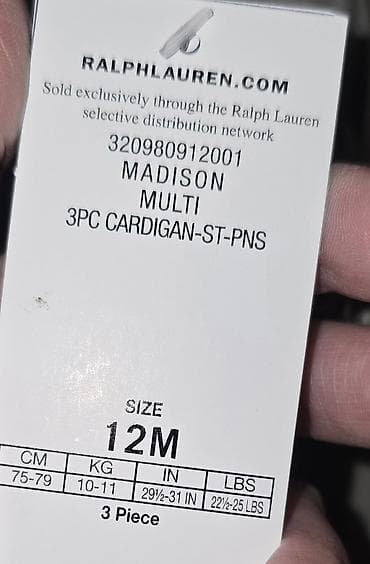 RALPHLAUREN.COM
Sold exclusively through the Ralph Lauren
selective distribution network
320980912001
MADISON
MULTI
3PC CARDIGAN-ST-PNS
SIZE
12M
CM KG IN LBS
75-79 10-11 29½-31 IN 22½-25 LBS
3 Piece